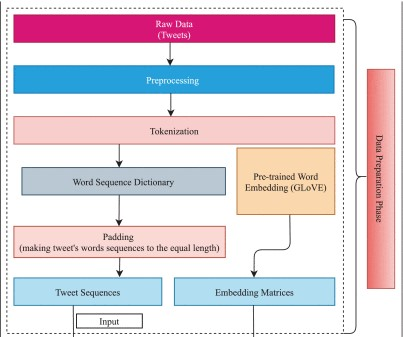 Raw Data
(Tweets)
Preprocessing
Tokenization
Word Sequence Dictionary
Pre-trained Word
Embedding (GLoVE)
Padding
(making tweet's words sequences to the equal length)
Tweet Sequences
Embedding Matrices
Input
Data Preparation Phase